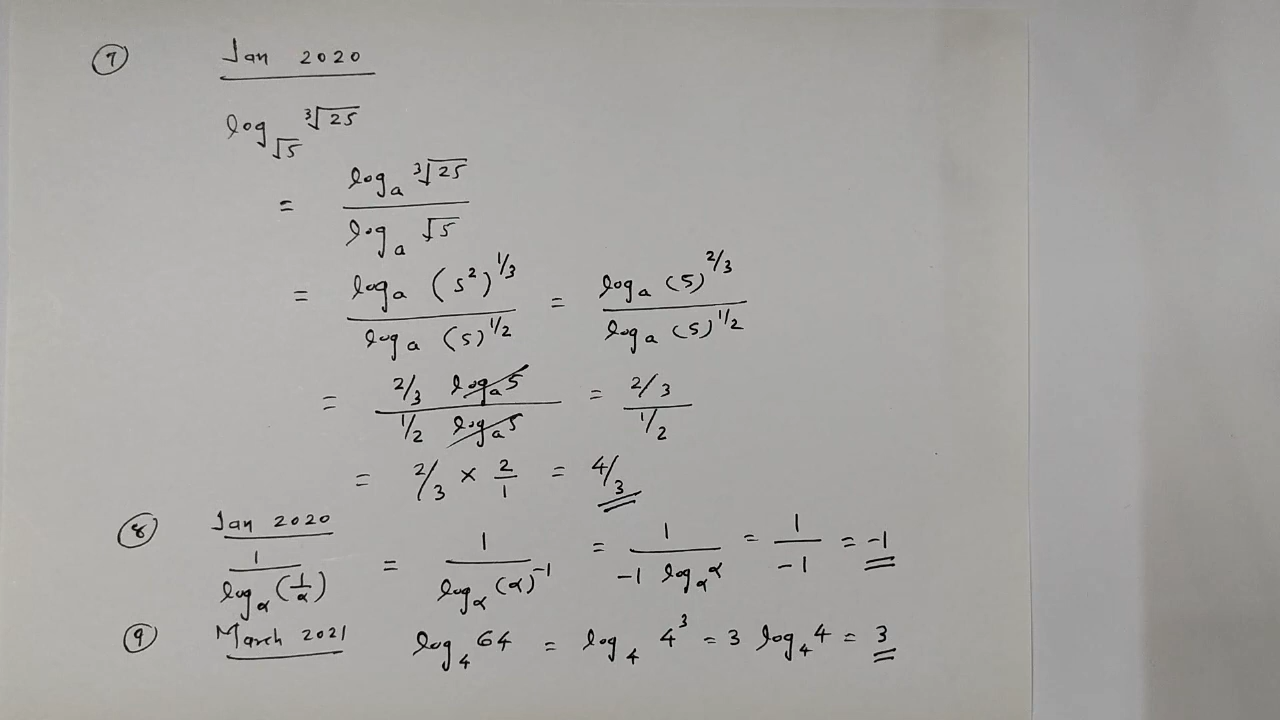 ⑦ Jan 2020
log_√5 ∛25
= log_a ∛25 / log_a √5
= log_a (5²)^1/3 / log_a (5)^1/2 = log_a (5)^2/3 / log_a (5)^1/2
= 2/3 log_a 5 / 1/2 log_a 5 = 2/3 / 1/2
= 2/3 × 2/1 = 4/3
⑧ Jan 2020
1 / log_α (1/α) = 1 / log_α (α)^-1 = 1 / -1 log_α α = 1 / -1 = -1
⑨ March 2021 log_4 64 = log_4 4³ = 3 log_4 4 = 3